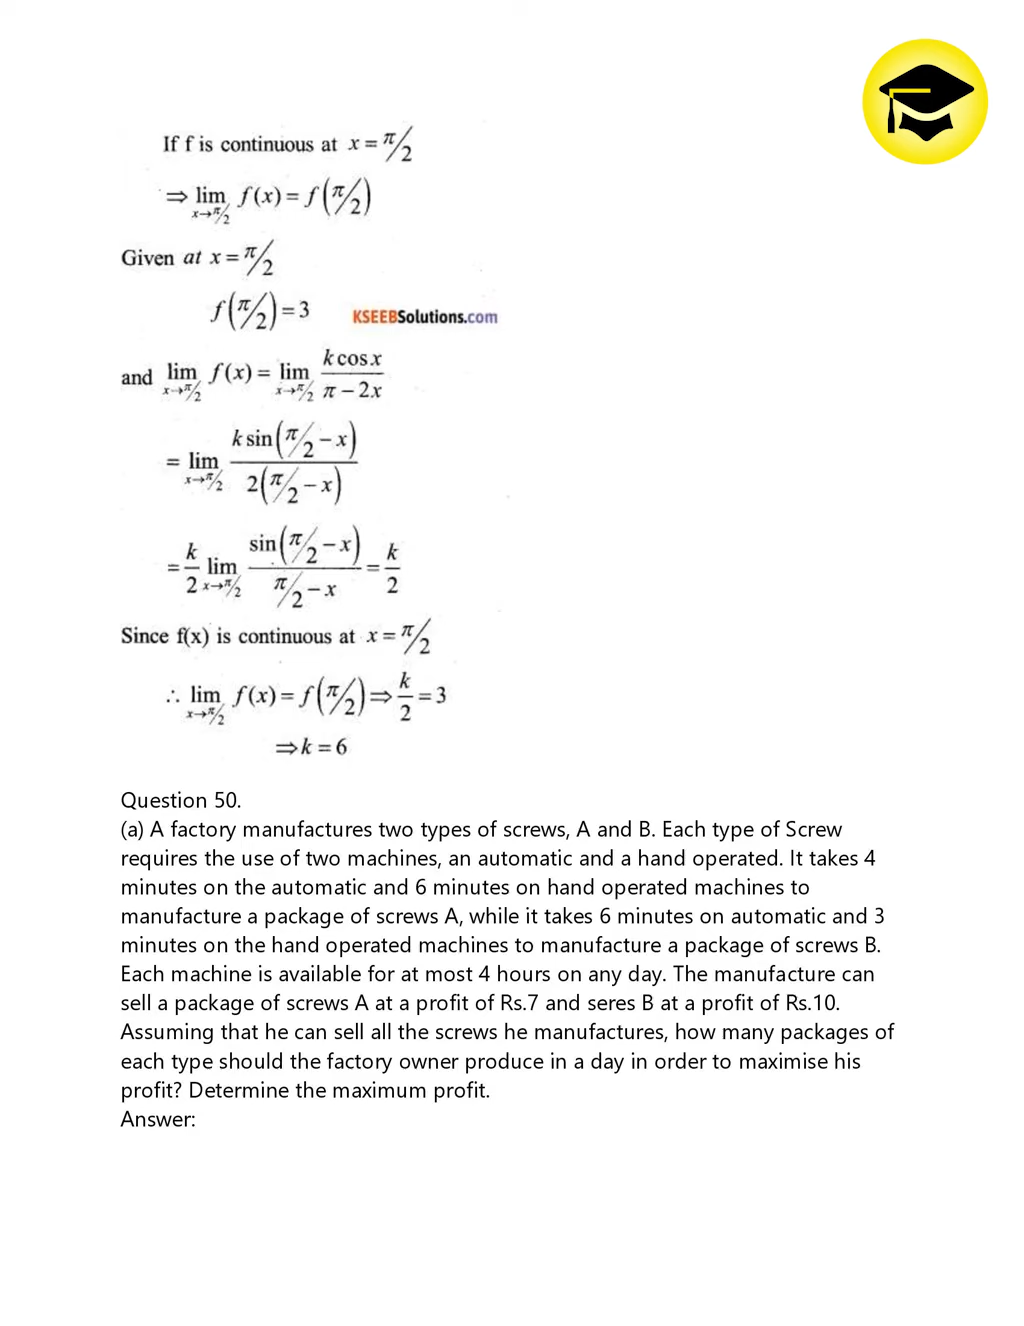 If f is continuous at x = π/2
⇒ lim x→π/2 f(x) = f(π/2)
Given at x = π/2
f(π/2) = 3 KSEEBSolutions.com
and lim x→π/2 f(x) = lim x→π/2 k cos x / π − 2x
= lim x→π/2 k sin(π/2 − x) / 2(π/2 − x)
= k/2 lim x→π/2 sin(π/2 − x) / π/2 − x = k/2
Since f(x) is continuous at x = π/2
∴ lim x→π/2 f(x) = f(π/2) ⇒ k/2 = 3
⇒ k = 6
Question 50.
(a) A factory manufactures two types of screws, A and B. Each type of Screw
requires the use of two machines, an automatic and a hand operated. It takes 4
minutes on the automatic and 6 minutes on hand operated machines to
manufacture a package of screws A, while it takes 6 minutes on automatic and 3
minutes on the hand operated machines to manufacture a package of screws B.
Each machine is available for at most 4 hours on any day. The manufacture can
sell a package of screws A at a profit of Rs.7 and seres B at a profit of Rs.10.
Assuming that he can sell all the screws he manufactures, how many packages of
each type should the factory owner produce in a day in order to maximise his
profit? Determine the maximum profit.
Answer: